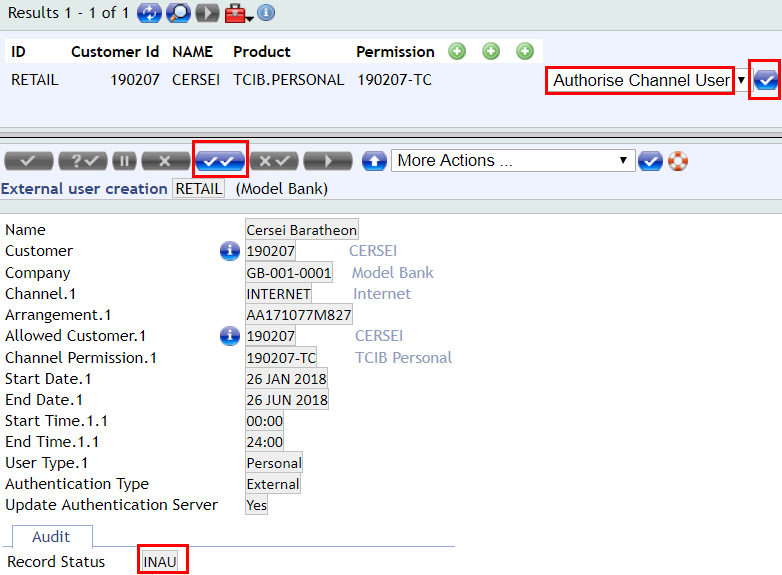 Results 1 - 1 of 1
ID Customer Id NAME Product Permission
RETAIL 190207 CERSEI TCIB.PERSONAL 190207-TC Authorise Channel User
More Actions ...
External user creation RETAIL (Model Bank)
Name Cersei Baratheon
Customer 190207 CERSEI
Company GB-001-0001 Model Bank
Channel.1 INTERNET Internet
Arrangement.1 AA171077M827
Allowed Customer.1 190207 CERSEI
Channel Permission.1 190207-TC TCIB Personal
Start Date.1 26 JAN 2018
End Date.1 26 JUN 2018
Start Time.1.1 00:00
End Time.1.1 24:00
User Type.1 Personal
Authentication Type External
Update Authentication Server Yes
Audit
Record Status INAU